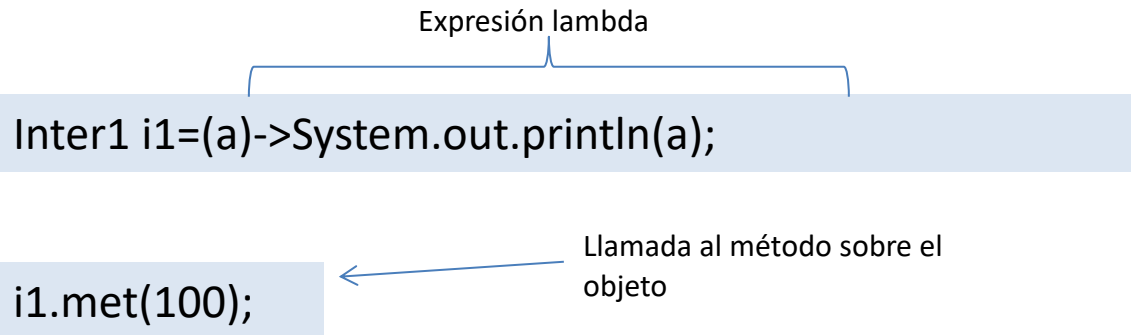 Expresión lambda
Inter1 i1=(a)->System.out.println(a);
Llamada al método sobre el
objeto
i1.met(100);